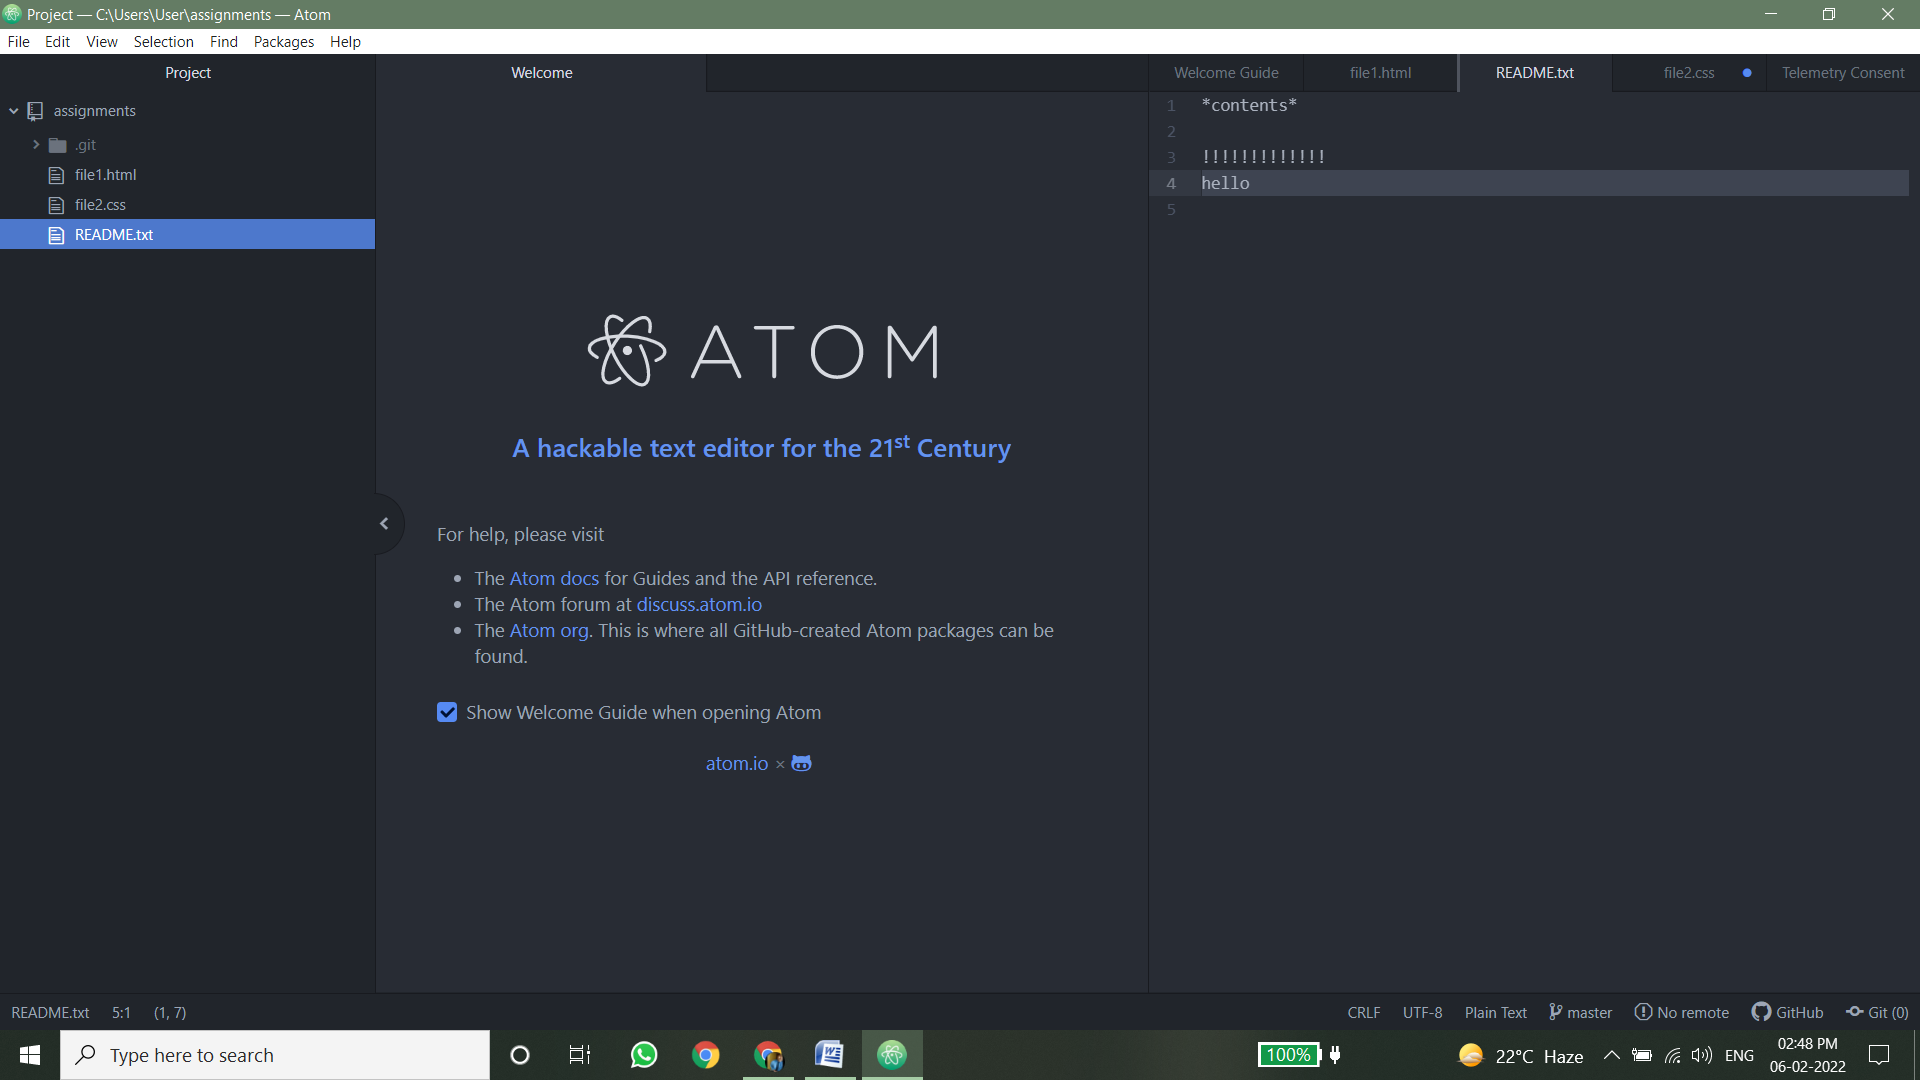 Project — C:\Users\User\assignments — Atom
File Edit View Selection Find Packages Help
Project
assignments
.git
file1.html
file2.css
README.txt
Welcome
ATOM
A hackable text editor for the 21st Century
For help, please visit
• The Atom docs for Guides and the API reference.
• The Atom forum at discuss.atom.io
• The Atom org. This is where all GitHub-created Atom packages can be
found.
Show Welcome Guide when opening Atom
atom.io ×
Welcome Guide file1.html README.txt file2.css Telemetry Consent
1 *contents*
2
3 !!!!!!!!!!!!!
4 hello
5
README.txt 5:1 (1, 7)
CRLF UTF-8 Plain Text master No remote GitHub Git (0)
Type here to search
100%
22°C Haze
ENG
02:48 PM
06-02-2022